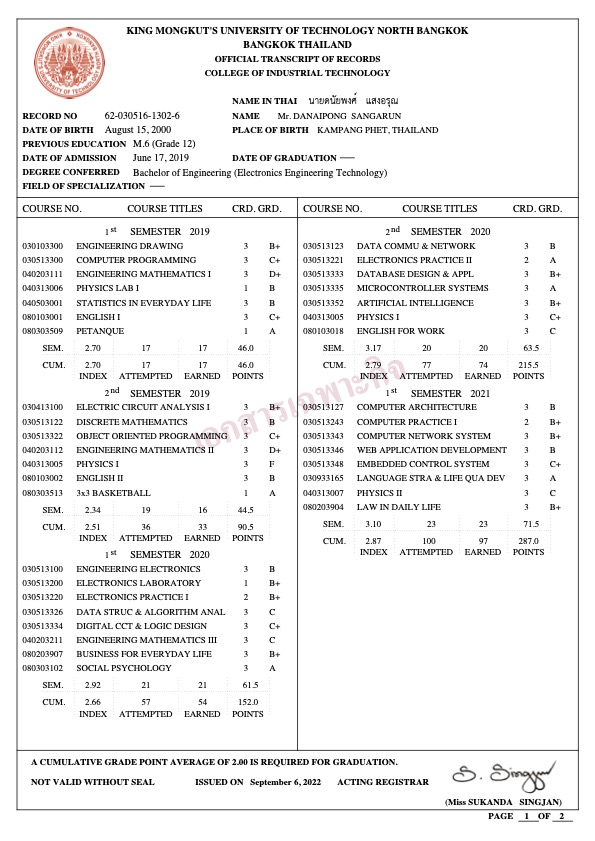 KING MONGKUT'S UNIVERSITY OF TECHNOLOGY NORTH BANGKOK
BANGKOK THAILAND
OFFICIAL TRANSCRIPT OF RECORDS
COLLEGE OF INDUSTRIAL TECHNOLOGY
NAME IN THAI นายดนัยพงศ์ แสงอรุณ
RECORD NO 62-030516-1302-6 NAME Mr. DANAIPONG SANGARUN
DATE OF BIRTH August 15, 2000 PLACE OF BIRTH KAMPANG PHET, THAILAND
PREVIOUS EDUCATION M.6 (Grade 12)
DATE OF ADMISSION June 17, 2019 DATE OF GRADUATION —
DEGREE CONFERRED Bachelor of Engineering (Electronics Engineering Technology)
FIELD OF SPECIALIZATION —
COURSE NO. COURSE TITLES CRD. GRD.
1st SEMESTER 2019
030103300 ENGINEERING DRAWING 3 B+
030513300 COMPUTER PROGRAMMING 3 C+
040203111 ENGINEERING MATHEMATICS I 3 D+
040313006 PHYSICS LAB I 1 B
040503001 STATISTICS IN EVERYDAY LIFE 3 B
080103001 ENGLISH I 3 C+
080303509 PETANQUE 1 A
SEM. 2.70 17 17 46.0
CUM. 2.70 17 17 46.0
INDEX ATTEMPTED EARNED POINTS
2nd SEMESTER 2019
030413100 ELECTRIC CIRCUIT ANALYSIS I 3 B+
030513122 DISCRETE MATHEMATICS 3 B
030513322 OBJECT ORIENTED PROGRAMMING 3 C+
040203112 ENGINEERING MATHEMATICS II 3 D+
040313005 PHYSICS I 3 F
080103002 ENGLISH II 3 B
080303513 3x3 BASKETBALL 1 A
SEM. 2.34 19 16 44.5
CUM. 2.51 36 33 90.5
INDEX ATTEMPTED EARNED POINTS
1st SEMESTER 2020
030513100 ENGINEERING ELECTRONICS 3 B
030513200 ELECTRONICS LABORATORY 1 B+
030513220 ELECTRONICS PRACTICE I 2 B+
030513326 DATA STRUC & ALGORITHM ANAL 3 C
030513334 DIGITAL CCT & LOGIC DESIGN 3 C+
040203211 ENGINEERING MATHEMATICS III 3 C
080203907 BUSINESS FOR EVERYDAY LIFE 3 B+
080303102 SOCIAL PSYCHOLOGY 3 A
SEM. 2.92 21 21 61.5
CUM. 2.66 57 54 152.0
INDEX ATTEMPTED EARNED POINTS
COURSE NO. COURSE TITLES CRD. GRD.
2nd SEMESTER 2020
030513123 DATA COMMU & NETWORK 3 B
030513221 ELECTRONICS PRACTICE II 2 A
030513333 DATABASE DESIGN & APPL 3 B+
030513335 MICROCONTROLLER SYSTEMS 3 A
030513352 ARTIFICIAL INTELLIGENCE 3 B+
040313005 PHYSICS I 3 C+
080103018 ENGLISH FOR WORK 3 C
SEM. 3.17 20 20 63.5
CUM. 2.79 77 74 215.5
INDEX ATTEMPTED EARNED POINTS
1st SEMESTER 2021
030513127 COMPUTER ARCHITECTURE 3 B
030513243 COMPUTER PRACTICE I 2 B+
030513343 COMPUTER NETWORK SYSTEM 3 B+
030513346 WEB APPLICATION DEVELOPMENT 3 B
030513348 EMBEDDED CONTROL SYSTEM 3 C+
030933165 LANGUAGE STRA & LIFE QUA DEV 3 A
040313007 PHYSICS II 3 C
080203904 LAW IN DAILY LIFE 3 B+
SEM. 3.10 23 23 71.5
CUM. 2.87 100 97 287.0
INDEX ATTEMPTED EARNED POINTS
เอกสารเฉพาะกิจ
A CUMULATIVE GRADE POINT AVERAGE OF 2.00 IS REQUIRED FOR GRADUATION.
NOT VALID WITHOUT SEAL ISSUED ON September 6, 2022 ACTING REGISTRAR
S. Singjan
(Miss SUKANDA SINGJAN)
PAGE 1 OF 2